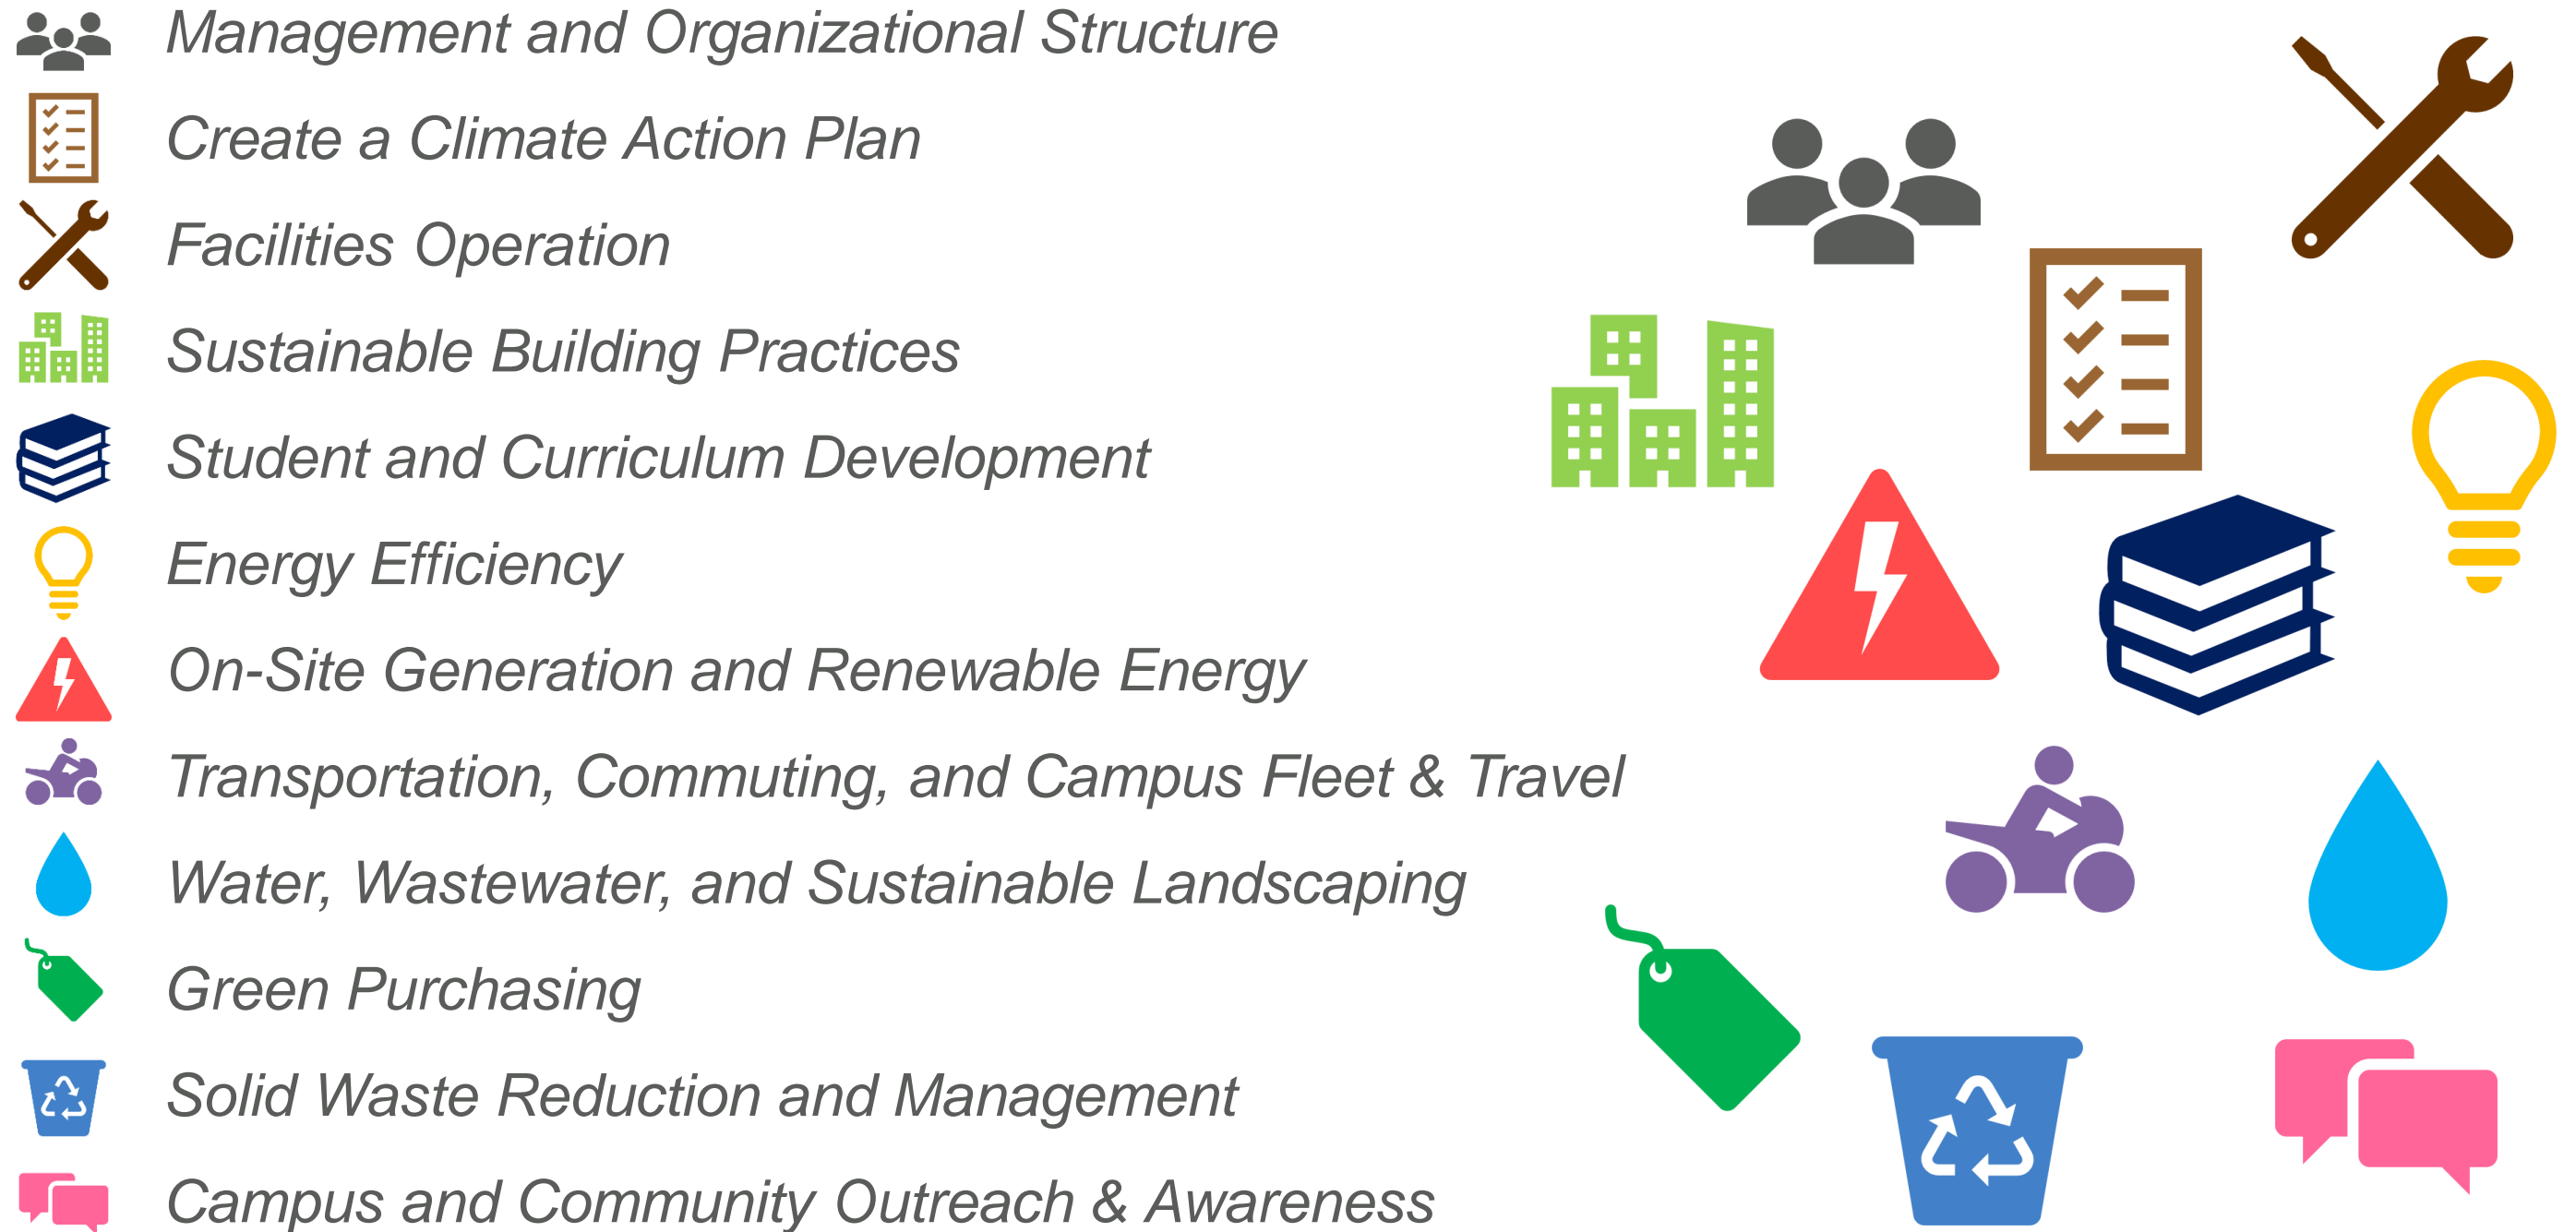 Management and Organizational Structure
Create a Climate Action Plan
Facilities Operation
Sustainable Building Practices
Student and Curriculum Development
Energy Efficiency
On-Site Generation and Renewable Energy
Transportation, Commuting, and Campus Fleet & Travel
Water, Wastewater, and Sustainable Landscaping
Green Purchasing
Solid Waste Reduction and Management
Campus and Community Outreach & Awareness